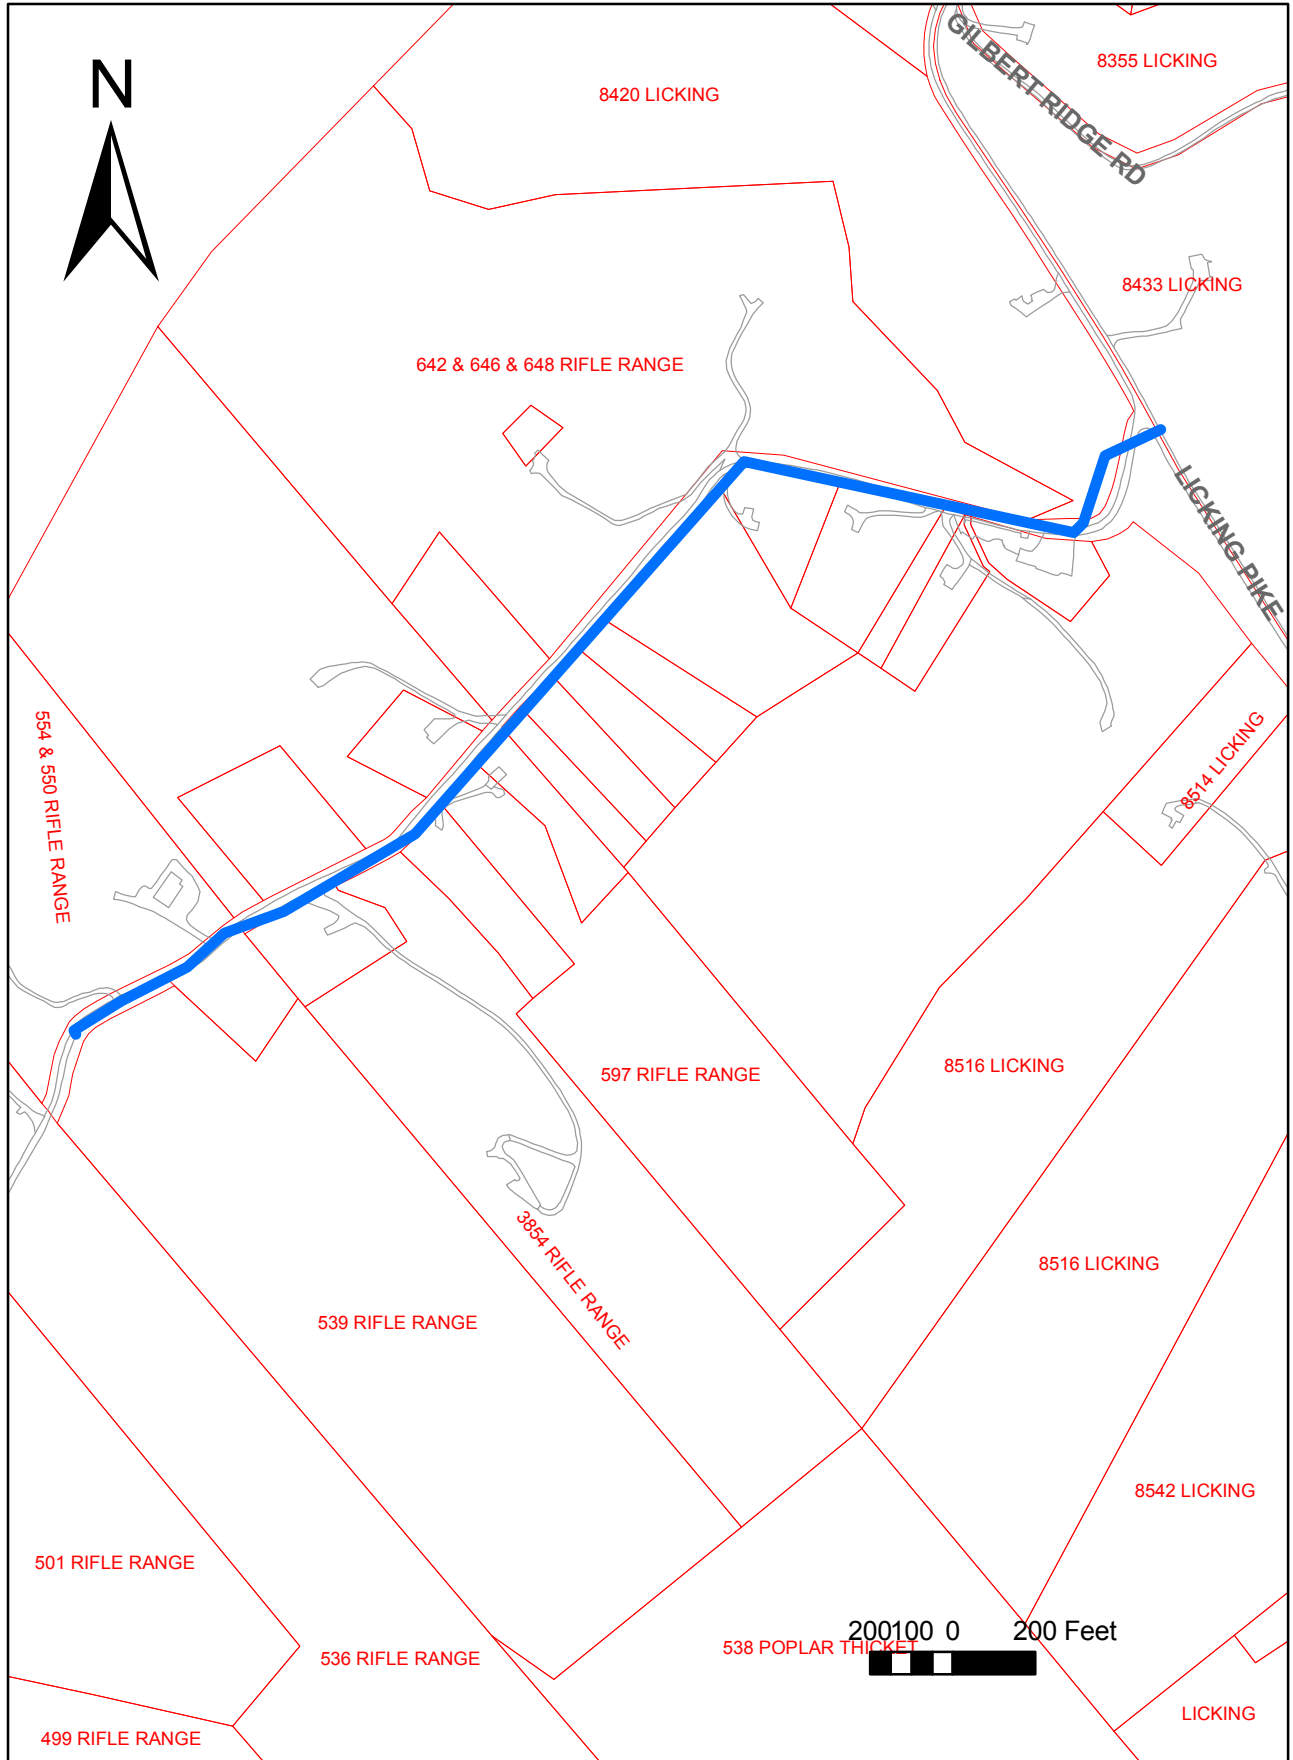 N
GILBERT RIDGE RD
8355 LICKING
8420 LICKING
8433 LICKING
642 & 646 & 648 RIFLE RANGE
LICKING PIKE
554 & 550 RIFLE RANGE
8514 LICKING
597 RIFLE RANGE
8516 LICKING
3854 RIFLE RANGE
8516 LICKING
539 RIFLE RANGE
8542 LICKING
501 RIFLE RANGE
200 100 0 200 Feet
538 POPLAR THICKET
536 RIFLE RANGE
LICKING
499 RIFLE RANGE